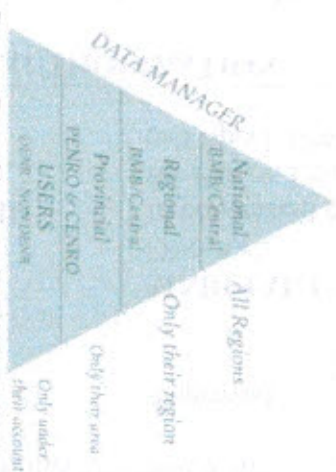 DATA MANAGER
National
BMB/Central
All Regions
Regional
BMB/Central
Only their region
Provincial
PENRO & CENRO
Only their area
USERS
Only under
their account